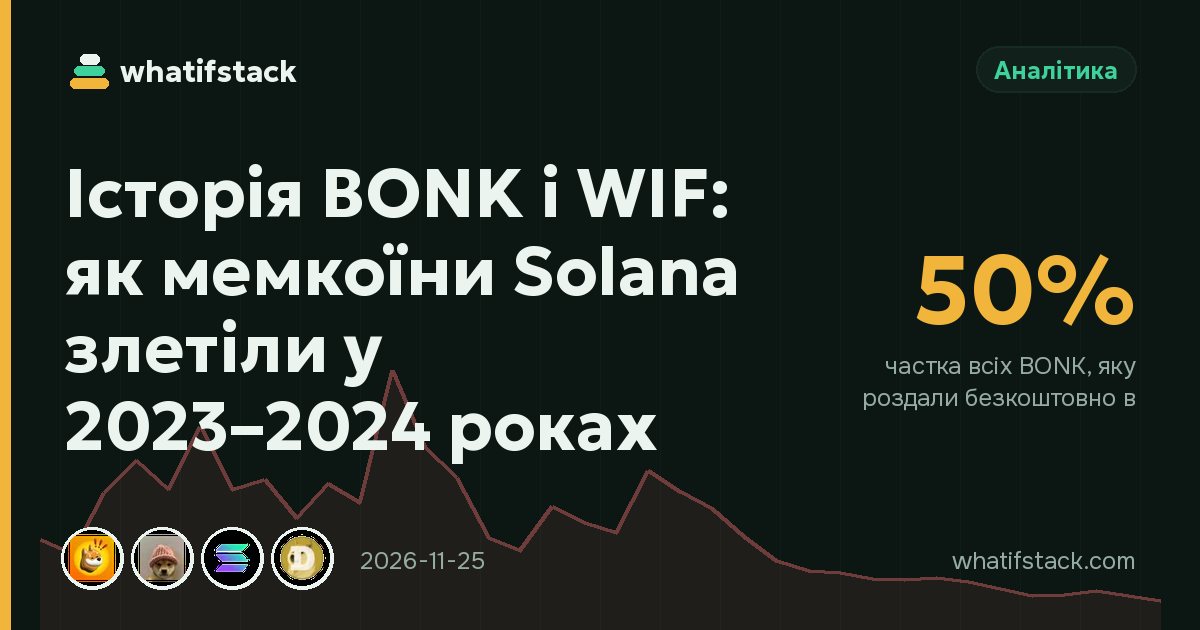 whatifstack
Аналітика
Історія BONK і WIF:
як мемкоїни Solana
злетіли у
2023–2024 роках
50%
частка всіх BONK, яку
роздали безкоштовно в
2026-11-25
whatifstack.com